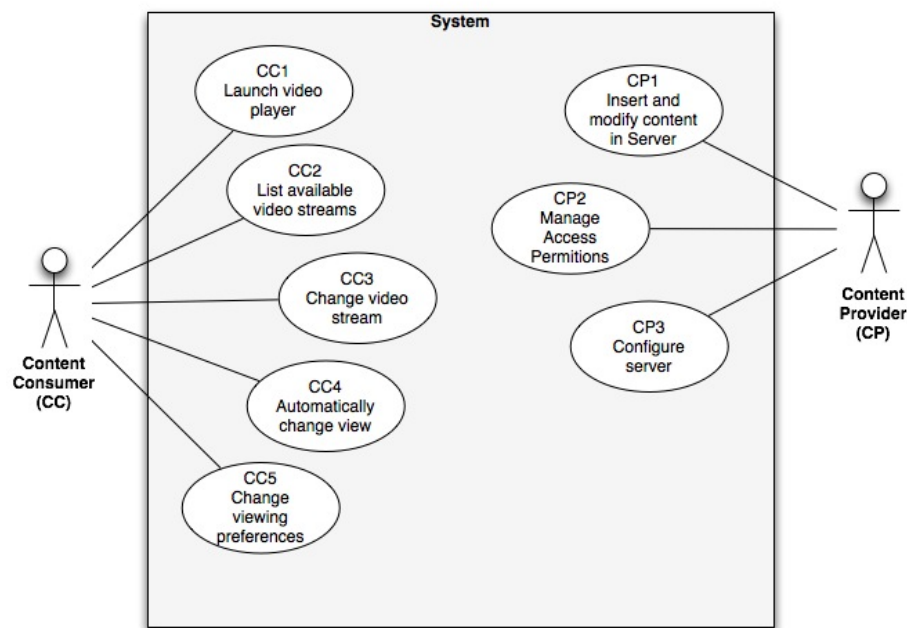 System
CC1
Launch video
player
CC2
List available
video streams
CC3
Change video
stream
CC4
Automatically
change view
CC5
Change
viewing
preferences
CP1
Insert and
modify content
in Server
CP2
Manage
Access
Permitions
CP3
Configure
server
Content
Consumer
(CC)
Content
Provider
(CP)